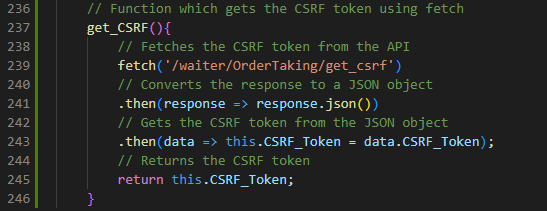 236 // Function which gets the CSRF token using fetch
237 get_CSRF(){
238 // Fetches the CSRF token from the API
239 fetch('/waiter/OrderTaking/get_csrf')
240 // Converts the response to a JSON object
241 .then(response => response.json())
242 // Gets the CSRF token from the JSON object
243 .then(data => this.CSRF_Token = data.CSRF_Token);
244 // Returns the CSRF token
245 return this.CSRF_Token;
246 }